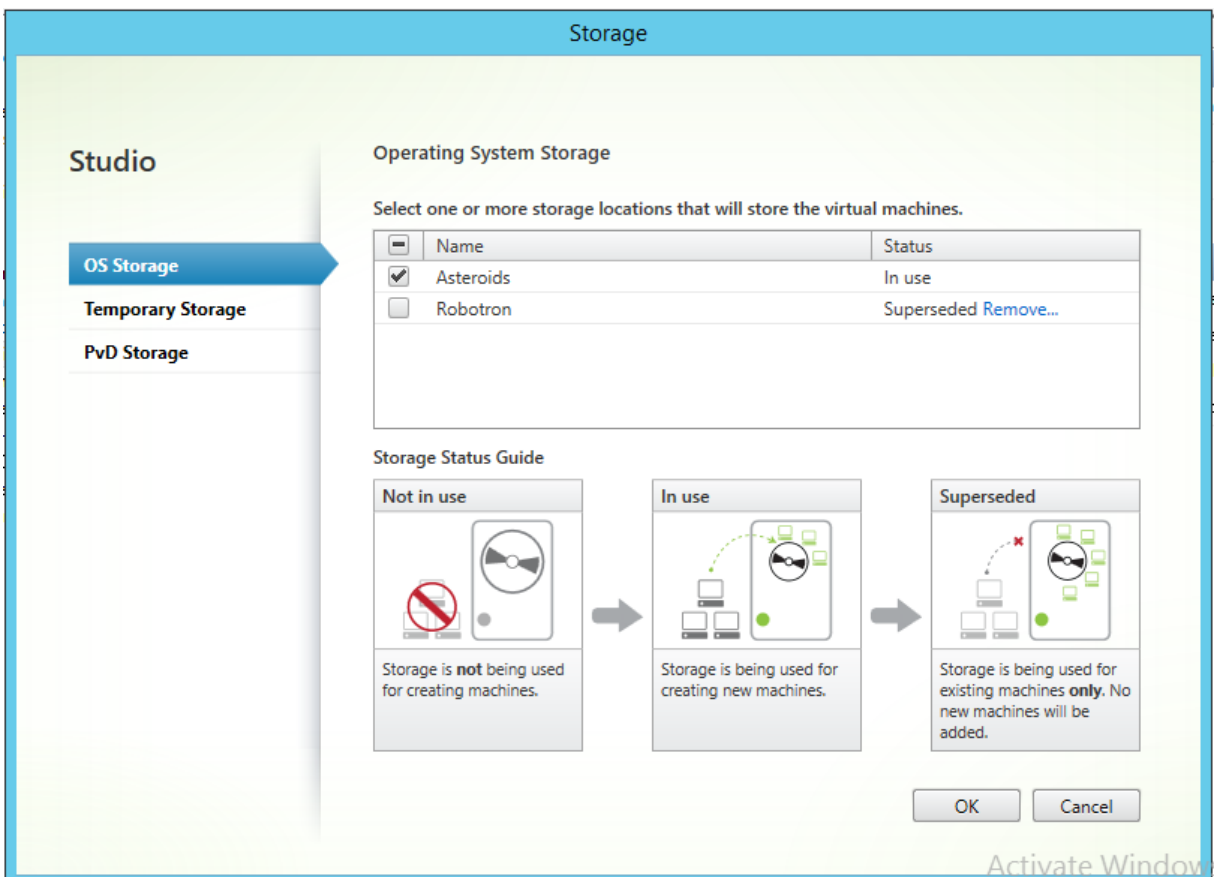 Storage
Studio
OS Storage
Temporary Storage
PvD Storage
Operating System Storage
Select one or more storage locations that will store the virtual machines.
Name Status
Asteroids In use
Robotron Superseded Remove...
Storage Status Guide
Not in use
Storage is not being used
for creating machines.
In use
Storage is being used for
creating new machines.
Superseded
Storage is being used for
existing machines only. No
new machines will be
added.
OK Cancel
Activate Window